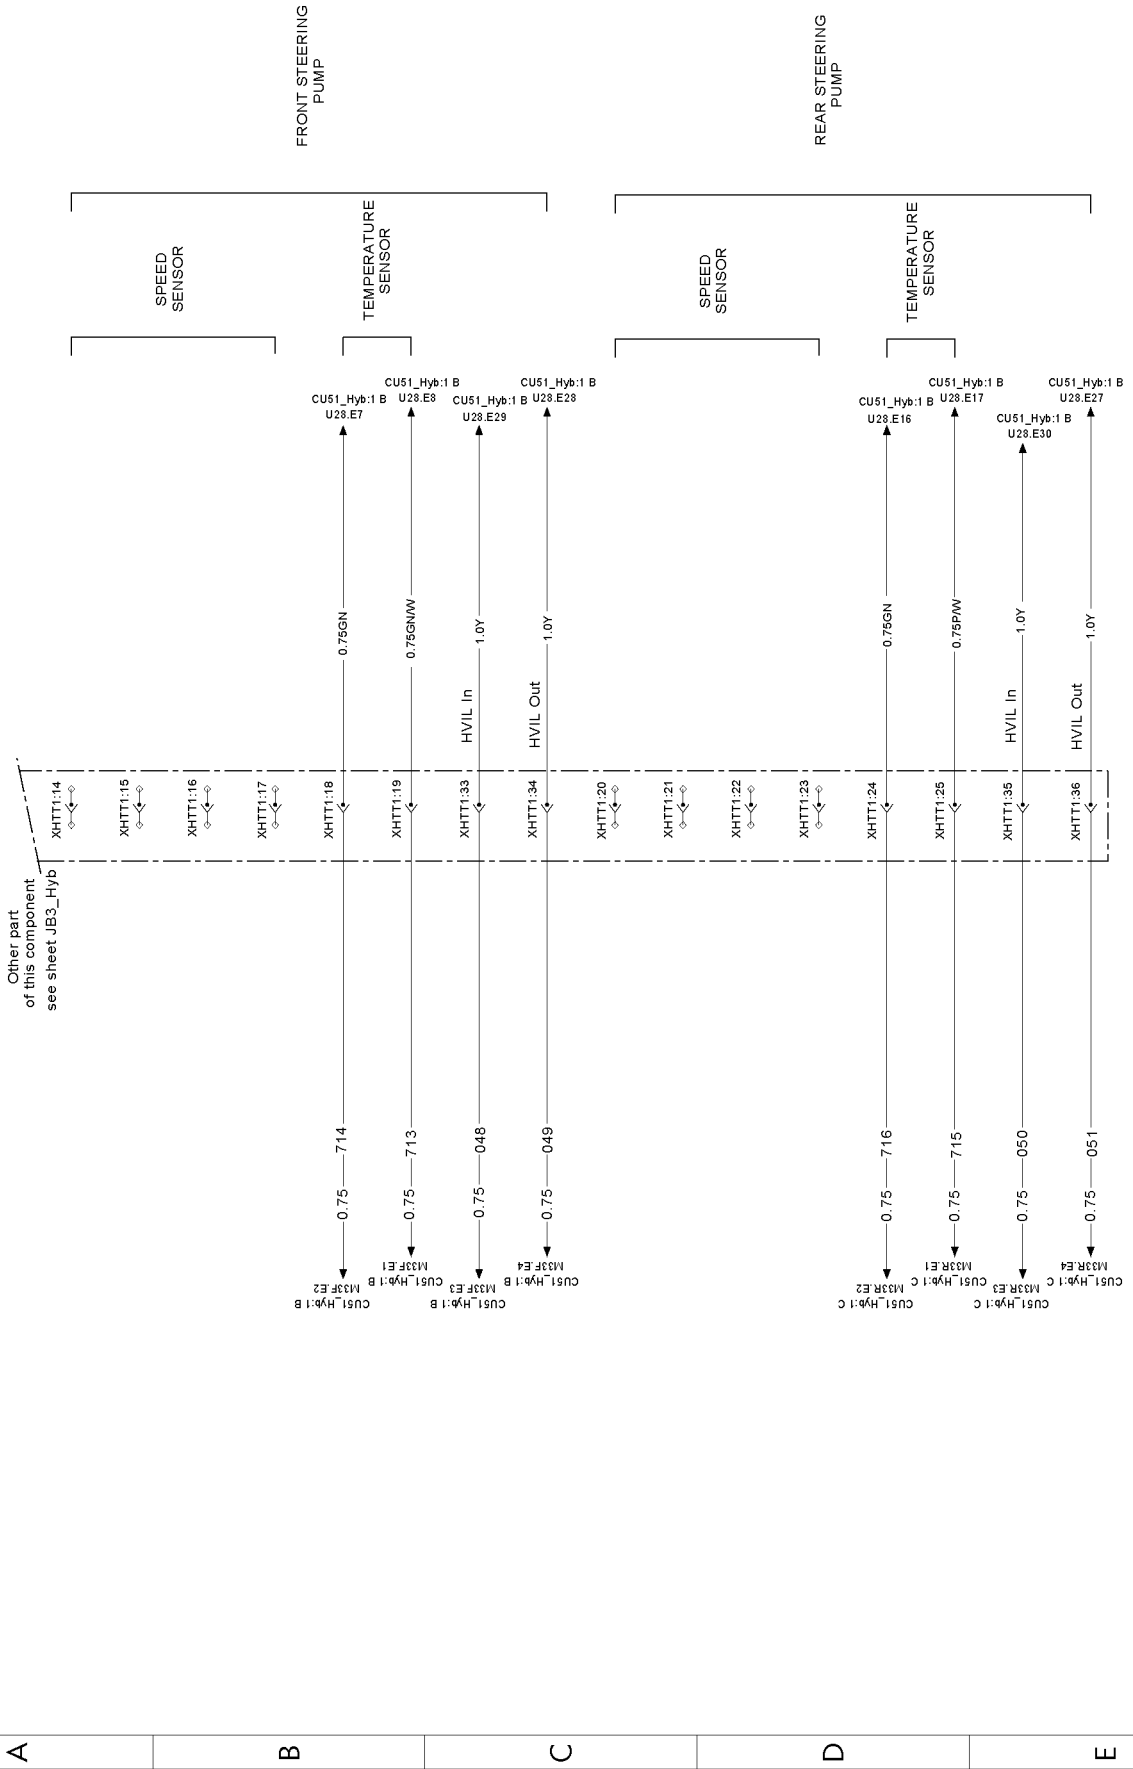 FRONT STEERING
PUMP
REAR STEERING
PUMP
SPEED
SENSOR
TEMPERATURE
SENSOR
SPEED
SENSOR
TEMPERATURE
SENSOR
CU51_Hyb:1 B
U28.E7
CU51_Hyb:1 B
U28.E8
CU51_Hyb:1 B
U28.E29
CU51_Hyb:1 B
U28.E28
CU51_Hyb:1 B
U28.E16
CU51_Hyb:1 B
U28.E17
CU51_Hyb:1 B
U28.E30
CU51_Hyb:1 B
U28.E27
0.75GN
0.75GN/W
1.0Y
1.0Y
0.75GN
0.75P/W
1.0Y
1.0Y
HVIL In
HVIL Out
HVIL In
HVIL Out
XHTT1:14
XHTT1:15
XHTT1:16
XHTT1:17
XHTT1:18
XHTT1:19
XHTT1:33
XHTT1:34
XHTT1:20
XHTT1:21
XHTT1:22
XHTT1:23
XHTT1:24
XHTT1:25
XHTT1:35
XHTT1:36
Other part
of this component
see sheet JB3_Hyb
714
713
048
049
716
715
050
051
0.75
0.75
0.75
0.75
0.75
0.75
0.75
0.75
M33F.E2
CU51_Hyb:1 B
M33F.E1
CU51_Hyb:1 B
M33F.E3
CU51_Hyb:1 B
M33F.E4
CU51_Hyb:1 B
M33R.E2
CU51_Hyb:1 C
M33R.E1
CU51_Hyb:1 C
M33R.E3
CU51_Hyb:1 C
M33R.E4
CU51_Hyb:1 C
A
B
C
D
E